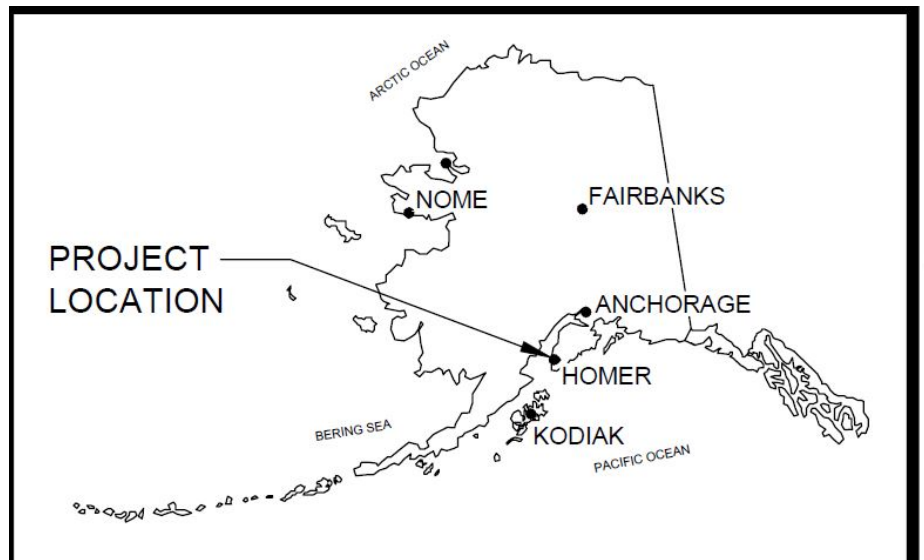 ARCTIC OCEAN
NOME
FAIRBANKS
PROJECT
LOCATION
ANCHORAGE
HOMER
BERING SEA
KODIAK
PACIFIC OCEAN